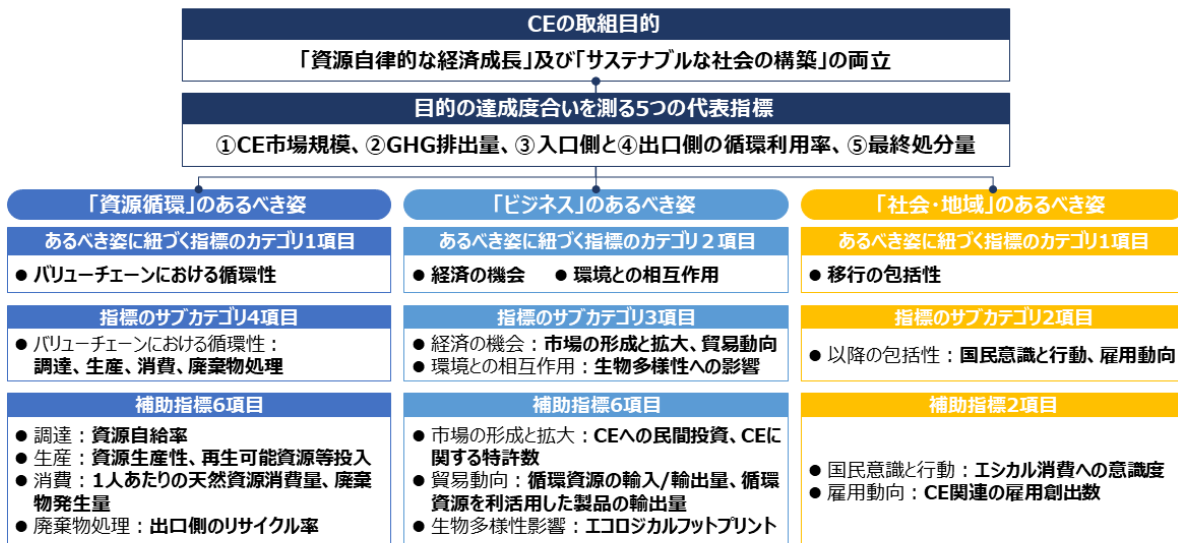 CEの取組目的
「資源自律的な経済成長」及び「サステナブルな社会の構築」の両立
目的の達成度合いを測る5つの代表指標
①CE市場規模、②GHG排出量、③入口側と④出口側の循環利用率、⑤最終処分量
「資源循環」のあるべき姿
あるべき姿に紐づく指標のカテゴリ1項目
● バリューチェーンにおける循環性
指標のサブカテゴリ4項目
● バリューチェーンにおける循環性：
調達、生産、消費、廃棄物処理
補助指標6項目
● 調達：資源自給率
● 生産：資源生産性、再生可能資源等投入
● 消費：1人あたりの天然資源消費量、廃棄
物発生量
● 廃棄物処理：出口側のリサイクル率
「ビジネス」のあるべき姿
あるべき姿に紐づく指標のカテゴリ２項目
● 経済の機会 ● 環境との相互作用
指標のサブカテゴリ3項目
● 経済の機会：市場の形成と拡大、貿易動向
● 環境との相互作用：生物多様性への影響
補助指標6項目
● 市場の形成と拡大：CEへの民間投資、CEに
関する特許数
● 貿易動向：循環資源の輸入/輸出量、循環
資源を利活用した製品の輸出量
● 生物多様性影響：エコロジカルフットプリント
「社会・地域」のあるべき姿
あるべき姿に紐づく指標のカテゴリ1項目
● 移行の包括性
指標のサブカテゴリ2項目
● 以降の包括性：国民意識と行動、雇用動向
補助指標2項目
● 国民意識と行動：エシカル消費への意識度
● 雇用動向：CE関連の雇用創出数